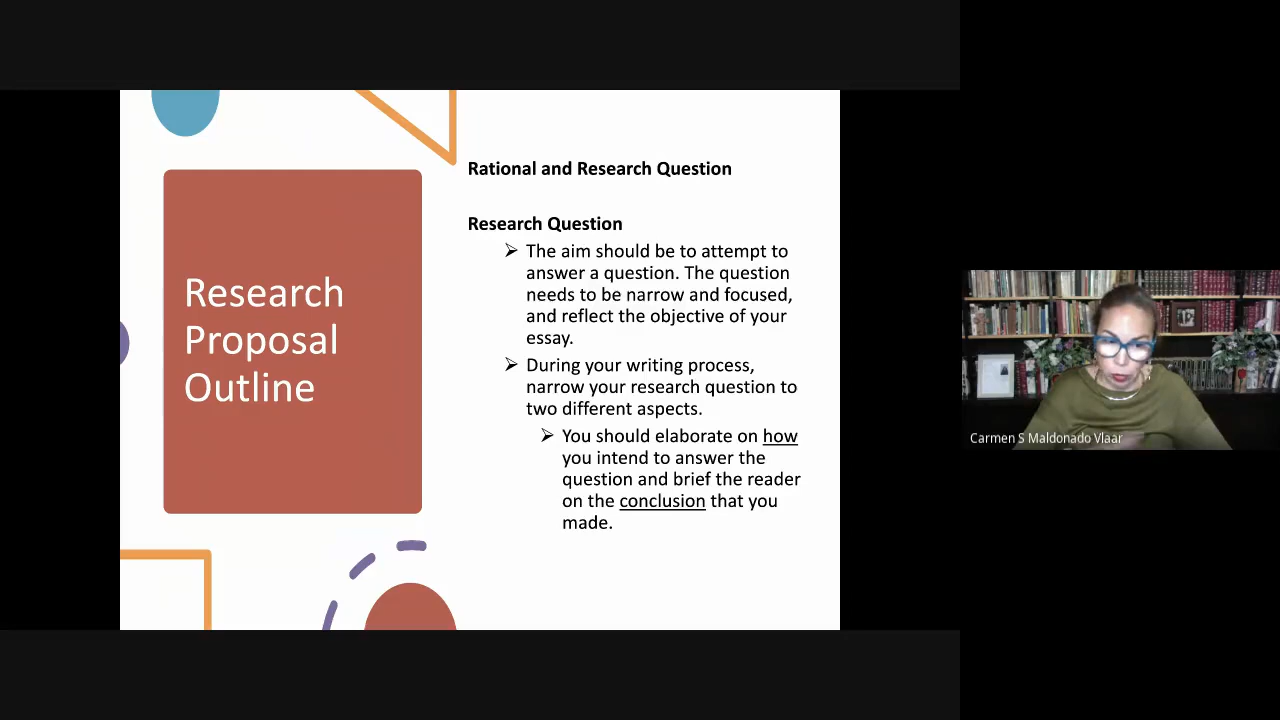 Research
Proposal
Outline
Rational and Research Question
Research Question
➢ The aim should be to attempt to
answer a question. The question
needs to be narrow and focused,
and reflect the objective of your
essay.
➢ During your writing process,
narrow your research question to
two different aspects.
➢ You should elaborate on how
you intend to answer the
question and brief the reader
on the conclusion that you
made.
Carmen S Maldonado Vlaar